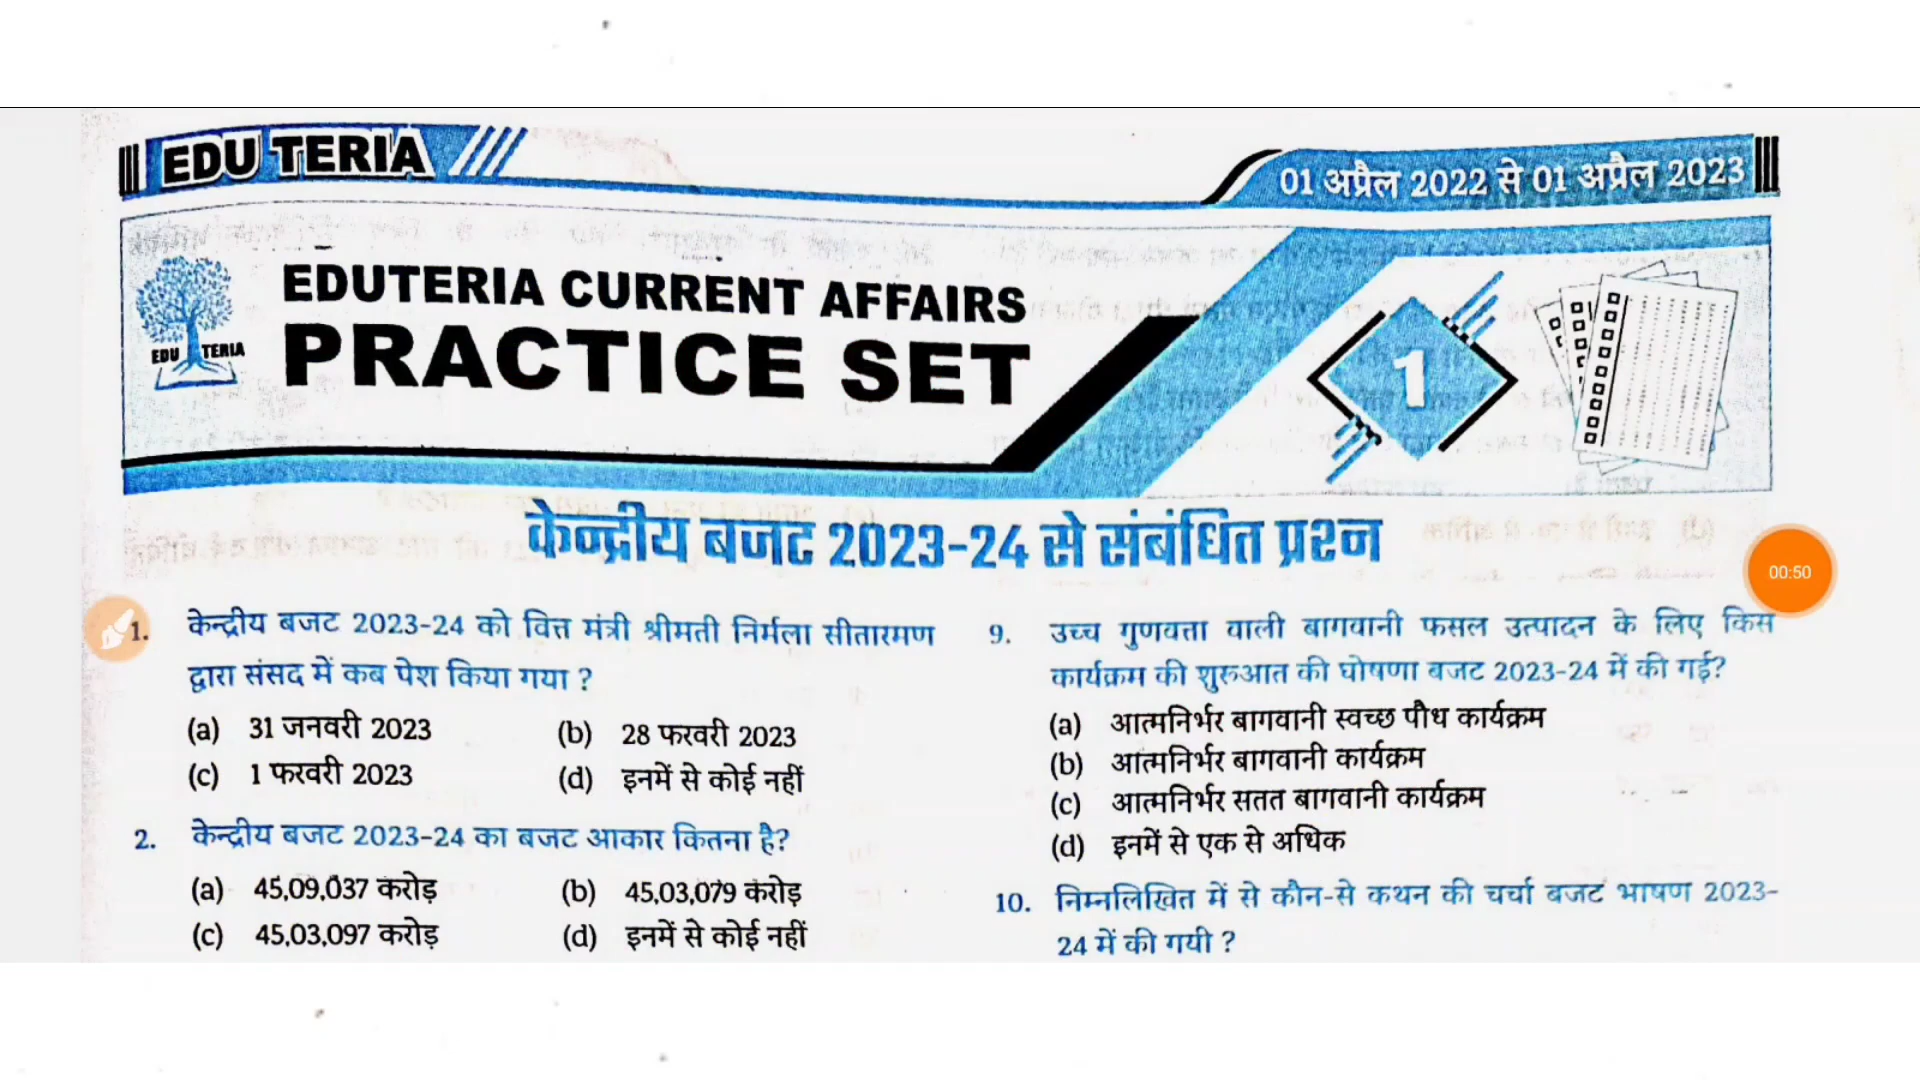 EDU TERIA
01 अप्रैल 2022 से 01 अप्रैल 2023
EDUTERIA CURRENT AFFAIRS
PRACTICE SET
1
EDU TERIA
केन्द्रीय बजट 2023-24 से संबंधित प्रश्न
00:50
1. केन्द्रीय बजट 2023-24 को वित्त मंत्री श्रीमती निर्मला सीतारमण
द्वारा संसद में कब पेश किया गया ?
(a) 31 जनवरी 2023 (b) 28 फरवरी 2023
(c) 1 फरवरी 2023 (d) इनमें से कोई नहीं
2. केन्द्रीय बजट 2023-24 का बजट आकार कितना है?
(a) 45,09,037 करोड़ (b) 45,03,079 करोड़
(c) 45,03,097 करोड़ (d) इनमें से कोई नहीं
9. उच्च गुणवत्ता वाली बागवानी फसल उत्पादन के लिए किस
कार्यक्रम की शुरुआत की घोषणा बजट 2023-24 में की गई?
(a) आत्मनिर्भर बागवानी स्वच्छ पौध कार्यक्रम
(b) आत्मनिर्भर बागवानी कार्यक्रम
(c) आत्मनिर्भर सतत बागवानी कार्यक्रम
(d) इनमें से एक से अधिक
10. निम्नलिखित में से कौन-से कथन की चर्चा बजट भाषण 2023-
24 में की गयी ?